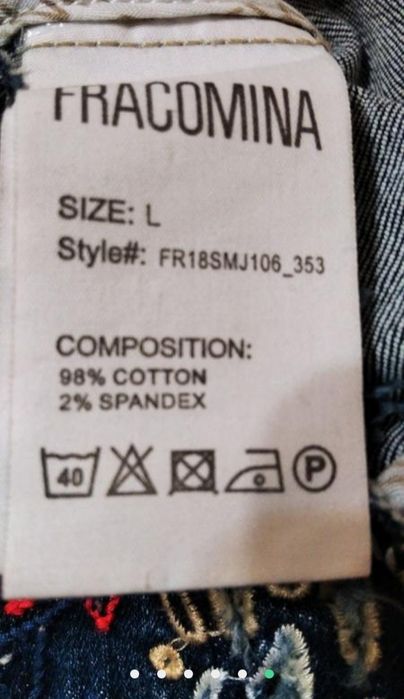 FRACOMINA
SIZE: L
Style#: FR18SMJ106_353
COMPOSITION:
98% COTTON
2% SPANDEX
40 P